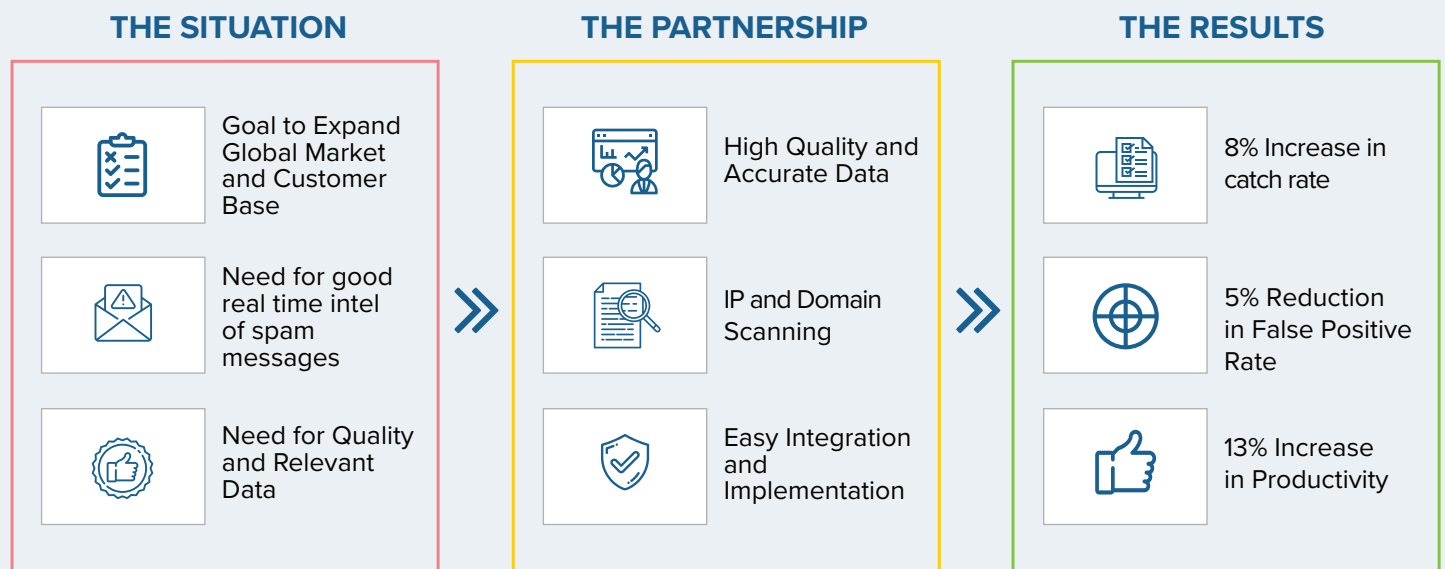 THE SITUATION
Goal to Expand
Global Market
and Customer
Base
Need for good
real time intel
of spam
messages
Need for Quality
and Relevant
Data
THE PARTNERSHIP
High Quality and
Accurate Data
IP and Domain
Scanning
Easy Integration
and
Implementation
THE RESULTS
8% Increase in
catch rate
5% Reduction
in False Positive
Rate
13% Increase
in Productivity